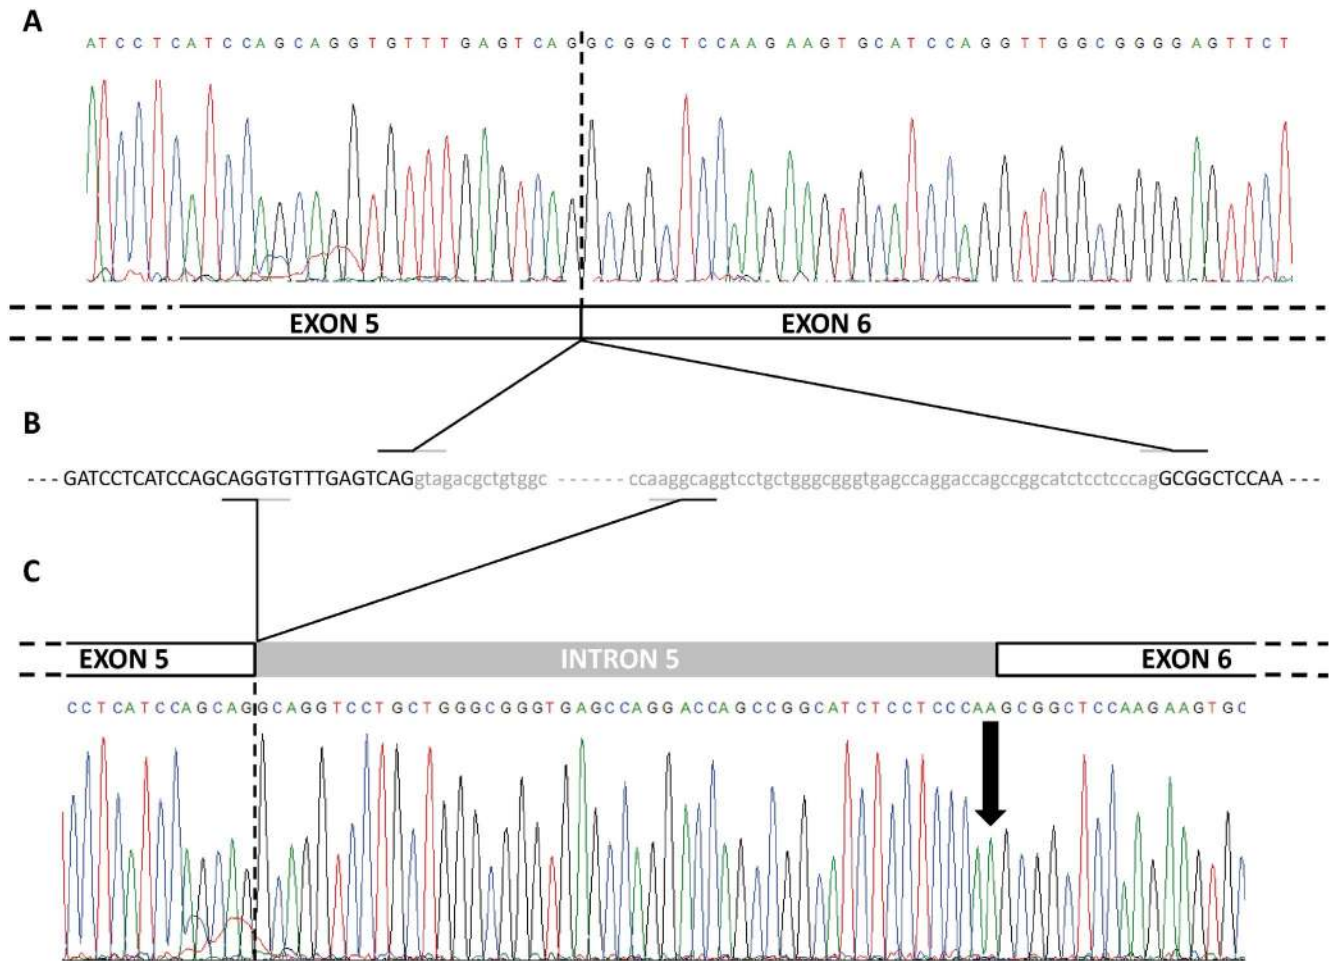 A
ATCCTCATCCAGCAGGTGTTTGAGTCAGGCGGCTCCAAGAAGTGCATCCAGGTTGGCGGGGAGTTCT
EXON 5 EXON 6
B
---GATCCTCATCCAGCAGGTGTTTGAGTCAGgtagacgctgtggc ------- ccaaggcaggtcctgctgggcgggtgagccaggaccagccggcatctcctcccagGCGGCTCCAA---
C
EXON 5 INTRON 5 EXON 6
CCTCATCCAGCAGGCAGGTCCTGCTGGGCGGGTGAGCCAGGACCAGCCGGCATCTCCTCCCAAGCGGCTCCAAGAAGTGC